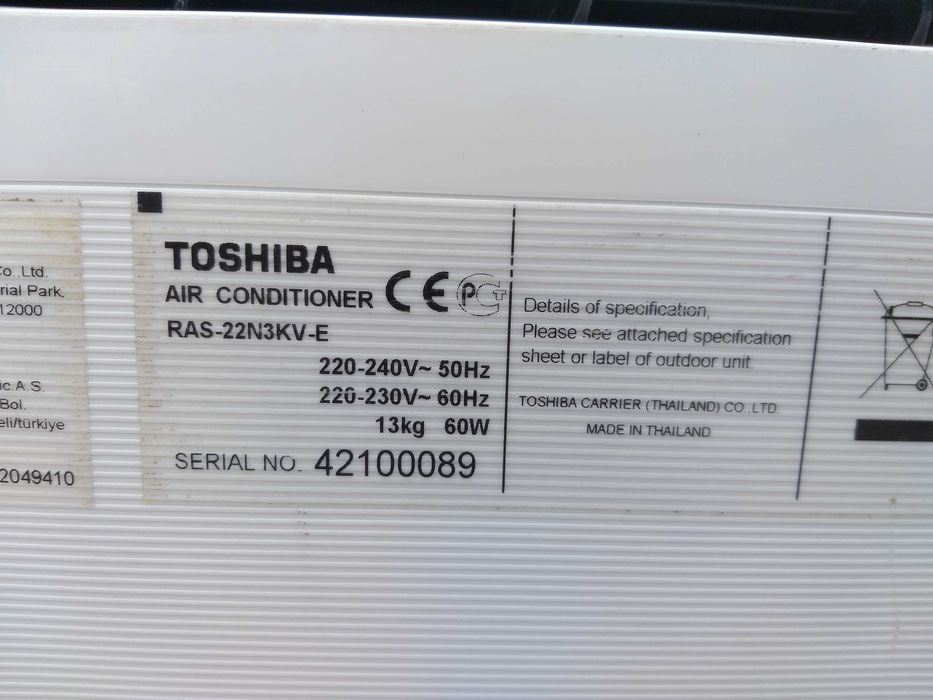 Co .Ltd.
rial Park,
12000
ic.A.S.
Bol.
eli/türkiye
2049410
TOSHIBA
AIR CONDITIONER CE PCT
RAS-22N3KV-E
220-240V~ 50Hz
220-230V~ 60Hz
13kg 60W
SERIAL NO. 42100089
Details of specification,
Please see attached specification
sheet or label of outdoor unit.
TOSHIBA CARRIER (THAILAND) CO.,LTD.
MADE IN THAILAND